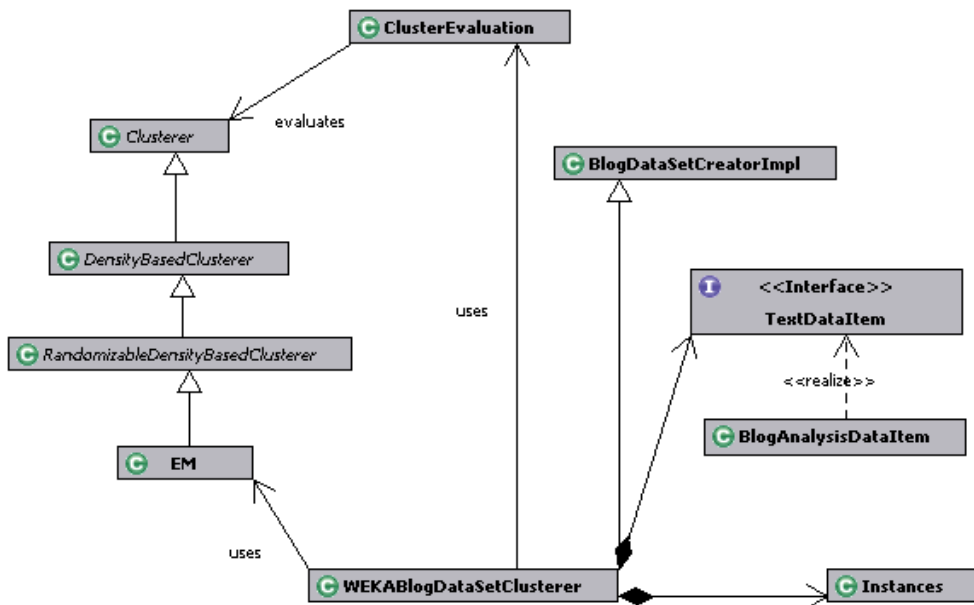 C ClusterEvaluation
evaluates
C Clusterer
C BlogDataSetCreatorImpl
C DensityBasedClusterer
I <<Interface>>
TextDataItem
uses
C RandomizableDensityBasedClusterer
<<realize>>
C BlogAnalysisDataItem
C EM
uses
C WEKABlogDataSetClusterer
C Instances